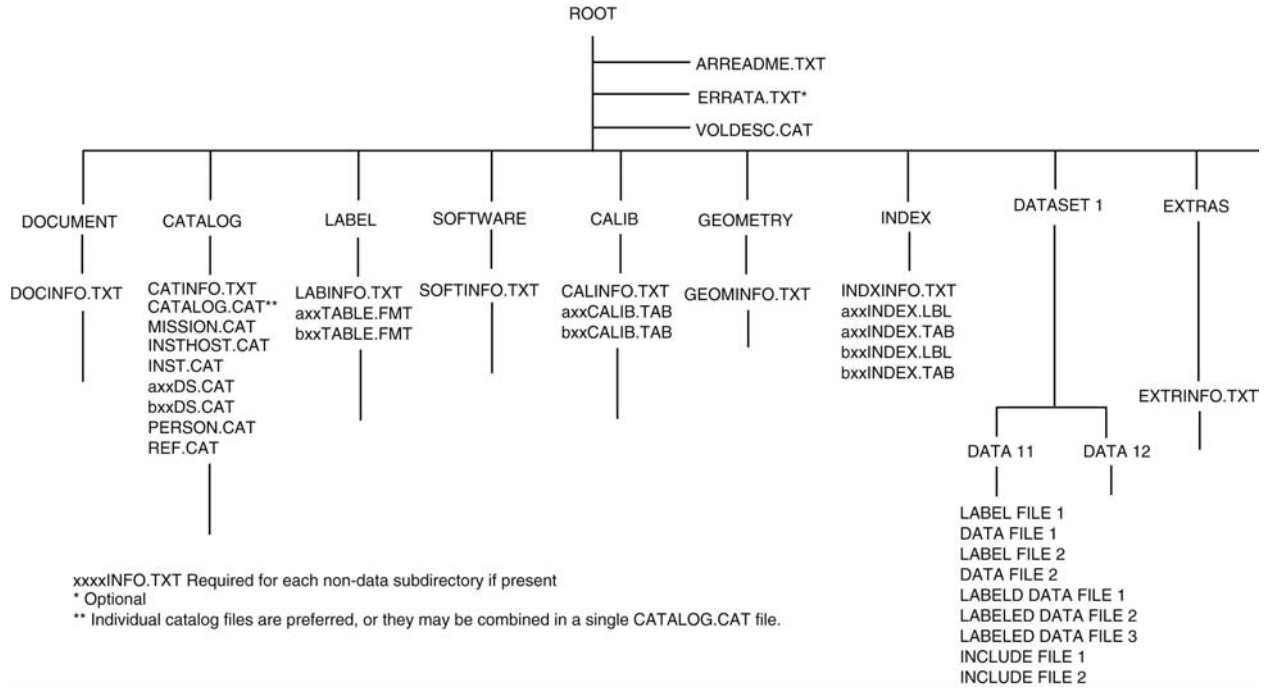 ROOT
ARREADME.TXT
ERRATA.TXT*
VOLDESC.CAT
DOCUMENT
DOCINFO.TXT
CATALOG
CATINFO.TXT
CATALOG.CAT**
MISSION.CAT
INSTHOST.CAT
INST.CAT
axxDS.CAT
bxxDS.CAT
PERSON.CAT
REF.CAT
LABEL
LABINFO.TXT
axxTABLE.FMT
bxxTABLE.FMT
SOFTWARE
SOFTINFO.TXT
CALIB
CALINFO.TXT
axxCALIB.TAB
bxxCALIB.TAB
GEOMETRY
GEOMINFO.TXT
INDEX
INDXINFO.TXT
axxINDEX.LBL
axxINDEX.TAB
bxxINDEX.LBL
bxxINDEX.TAB
DATASET 1
DATA 11
LABEL FILE 1
DATA FILE 1
LABEL FILE 2
DATA FILE 2
LABELD DATA FILE 1
LABELED DATA FILE 2
LABELED DATA FILE 3
INCLUDE FILE 1
INCLUDE FILE 2
DATA 12
EXTRAS
EXTRINFO.TXT
xxxxINFO.TXT Required for each non-data subdirectory if present
* Optional
** Individual catalog files are preferred, or they may be combined in a single CATALOG.CAT file.